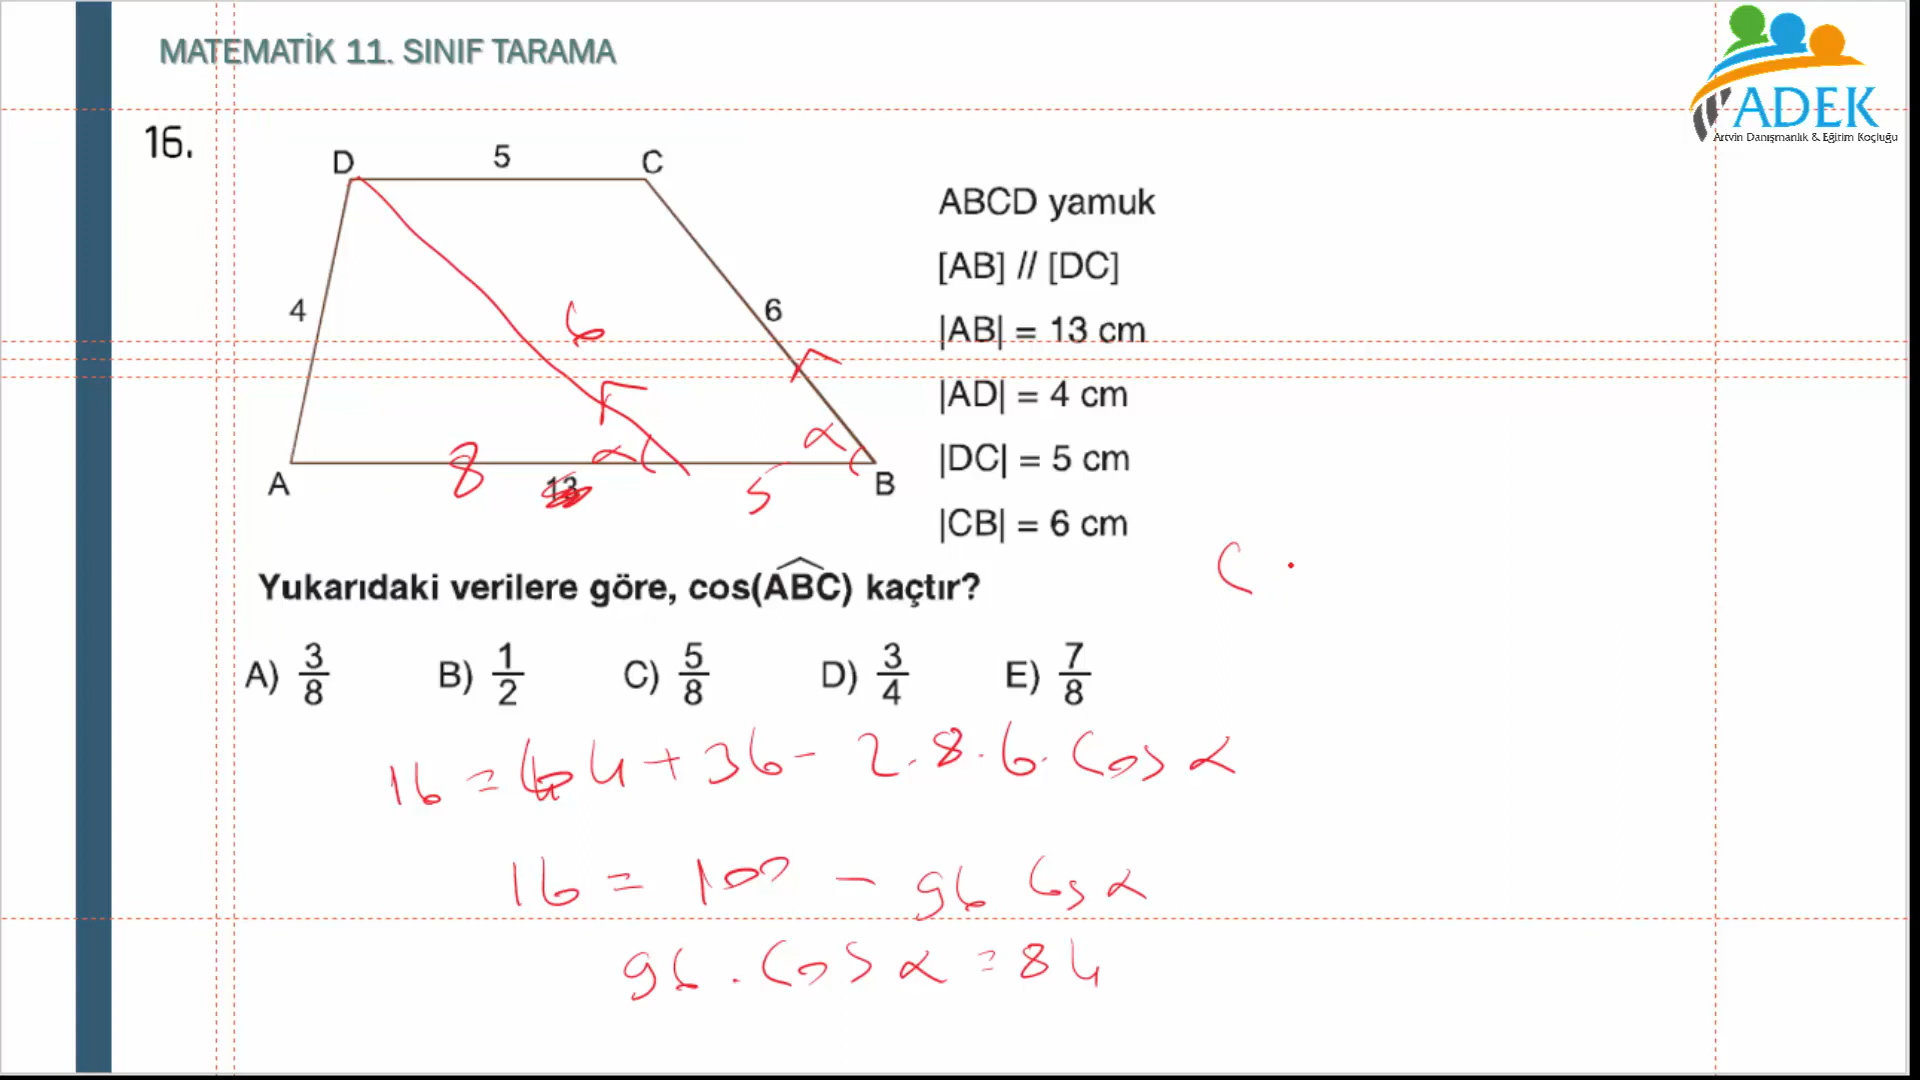 MATEMATİK 11. SINIF TARAMA
ADEK
Artvin Danışmanlık & Eğitim Koçluğu
16.
D 5 C
4 6 6
α α
A 8 13 5 B
ABCD yamuk
[AB] // [DC]
|AB| = 13 cm
|AD| = 4 cm
|DC| = 5 cm
|CB| = 6 cm
Yukarıdaki verilere göre, cos(ABC) kaçtır?
A) 3/8 B) 1/2 C) 5/8 D) 3/4 E) 7/8
16 = 64 + 36 - 2.8.6. Cos α
16 = 100 - 96 Cos α
96 . Cos α = 84